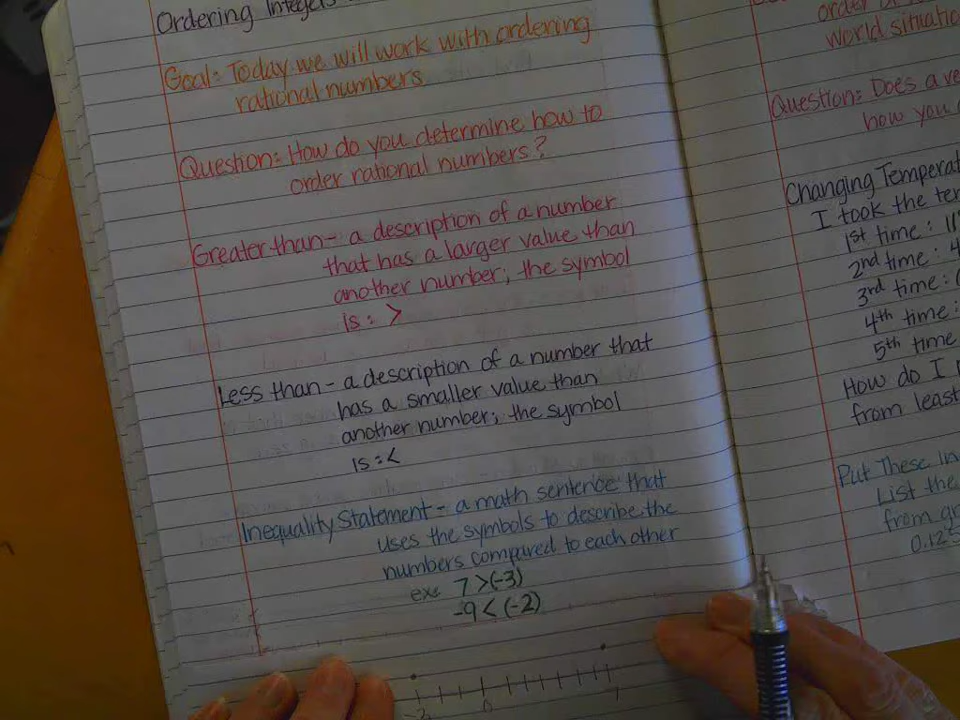 Ordering Integers
Goal: Today we will work with ordering
rational numbers
Question: How do you determine how to
order rational numbers?
Greater than - a description of a number
that has a larger value than
another number; the symbol
is: >
Less than - a description of a number that
has a smaller value than
another number; the symbol
is: <
Inequality Statement - a math sentence that
uses the symbols to describe the
numbers compared to each other
ex: 7 > (-3)
-9 < (-2)
0
order
world situatio
Question: Does a
how you
Changing
I took the
1st time:
2nd time: 4
3rd time:
4th time:
5th time
How do I
from least
Put These
List the
from
0.125